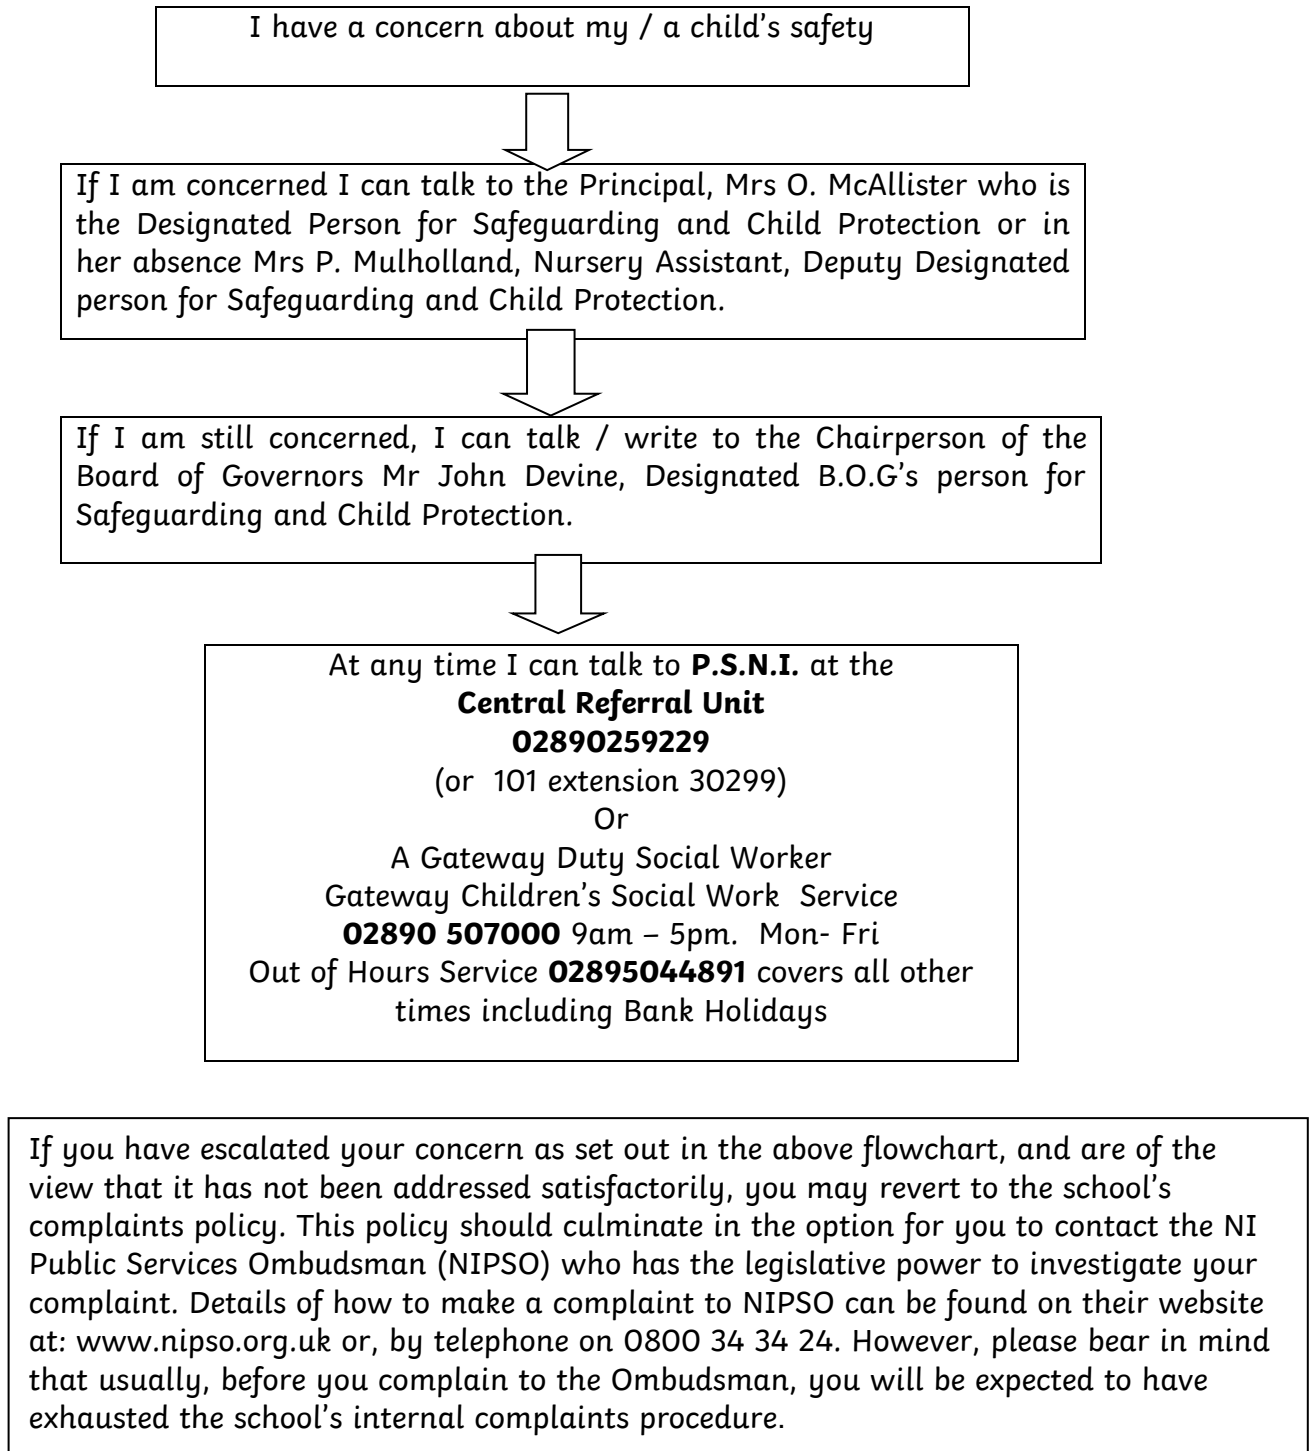 I have a concern about my / a child's safety
If I am concerned I can talk to the Principal, Mrs O. McAllister who is
the Designated Person for Safeguarding and Child Protection or in
her absence Mrs P. Mulholland, Nursery Assistant, Deputy Designated
person for Safeguarding and Child Protection.
If I am still concerned, I can talk / write to the Chairperson of the
Board of Governors Mr John Devine, Designated B.O.G's person for
Safeguarding and Child Protection.
At any time I can talk to P.S.N.I. at the
Central Referral Unit
02890259229
(or 101 extension 30299)
Or
A Gateway Duty Social Worker
Gateway Children's Social Work Service
02890 507000 9am – 5pm. Mon- Fri
Out of Hours Service 02895044891 covers all other
times including Bank Holidays
If you have escalated your concern as set out in the above flowchart, and are of the
view that it has not been addressed satisfactorily, you may revert to the school's
complaints policy. This policy should culminate in the option for you to contact the NI
Public Services Ombudsman (NIPSO) who has the legislative power to investigate your
complaint. Details of how to make a complaint to NIPSO can be found on their website
at: www.nipso.org.uk or, by telephone on 0800 34 34 24. However, please bear in mind
that usually, before you complain to the Ombudsman, you will be expected to have
exhausted the school's internal complaints procedure.